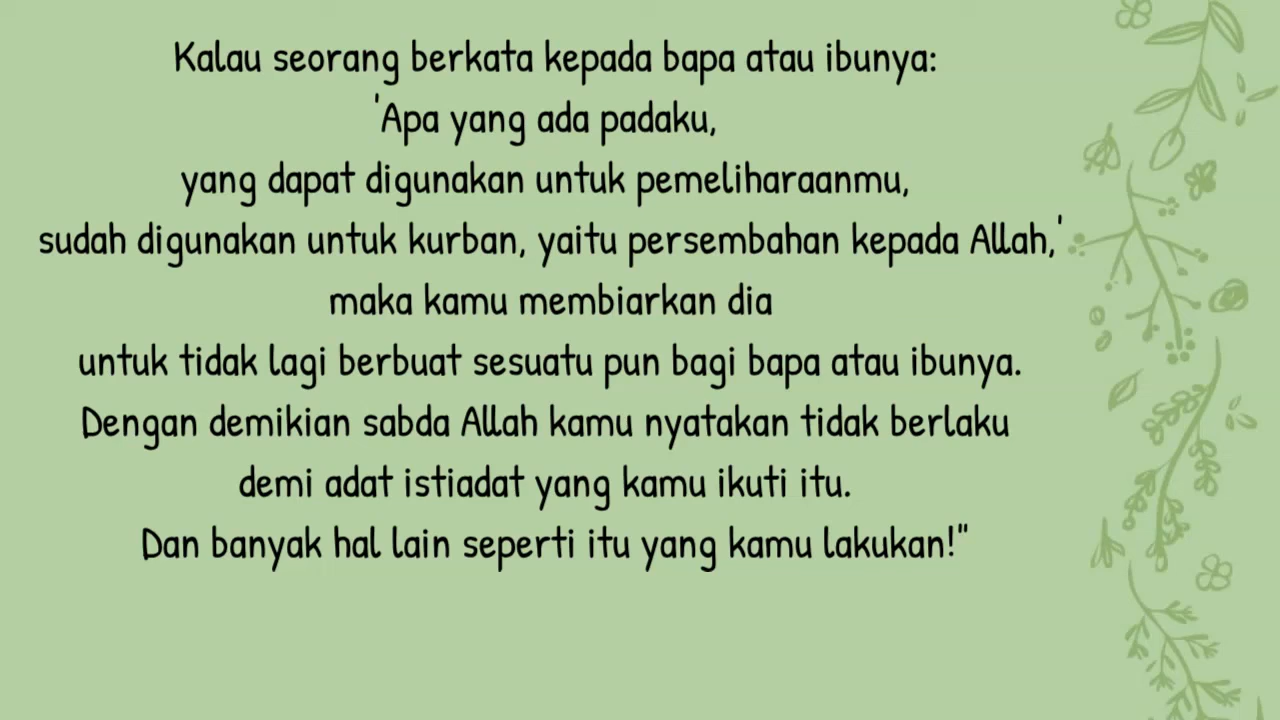 Kalau seorang berkata kepada bapa atau ibunya:
'Apa yang ada padaku,
yang dapat digunakan untuk pemeliharaanmu,
sudah digunakan untuk kurban, yaitu persembahan kepada Allah,'
maka kamu membiarkan dia
untuk tidak lagi berbuat sesuatu pun bagi bapa atau ibunya.
Dengan demikian sabda Allah kamu nyatakan tidak berlaku
demi adat istiadat yang kamu ikuti itu.
Dan banyak hal lain seperti itu yang kamu lakukan!"